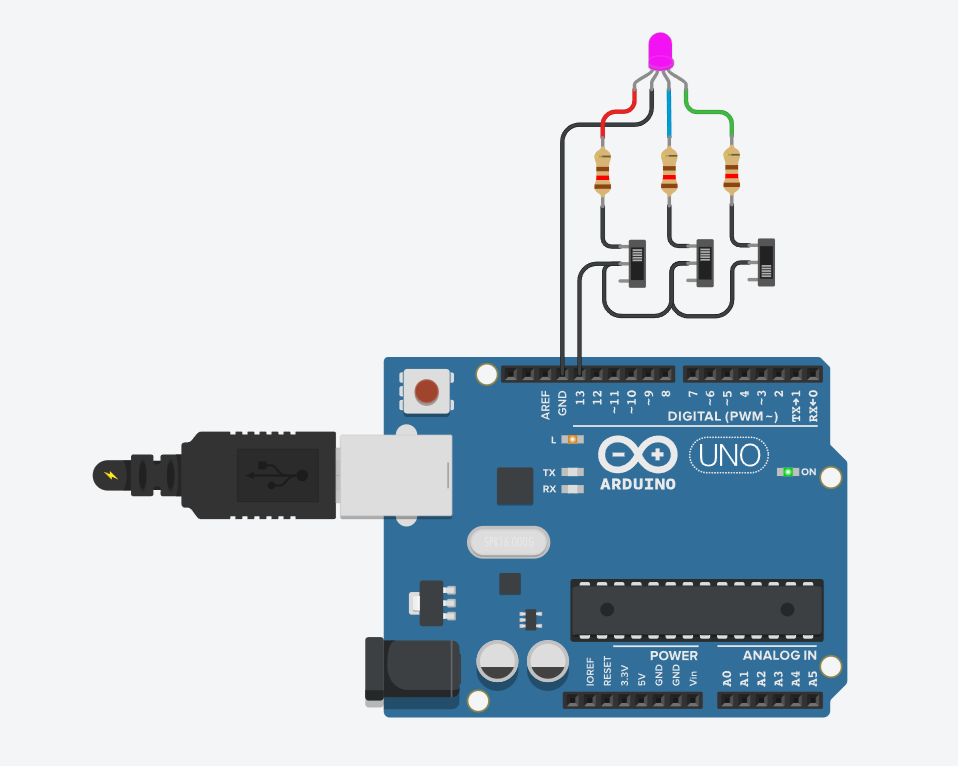 AREF
GND
13
12
~11
~10
~9
8
7
~6
~5
4
~3
2
TX→1
RX←0
DIGITAL (PWM~)
L
TX
RX
ARDUINO
UNO
ON
POWER
ANALOG IN
IOREF
RESET
3.3V
5V
GND
GND
Vin
A0
A1
A2
A3
A4
A5